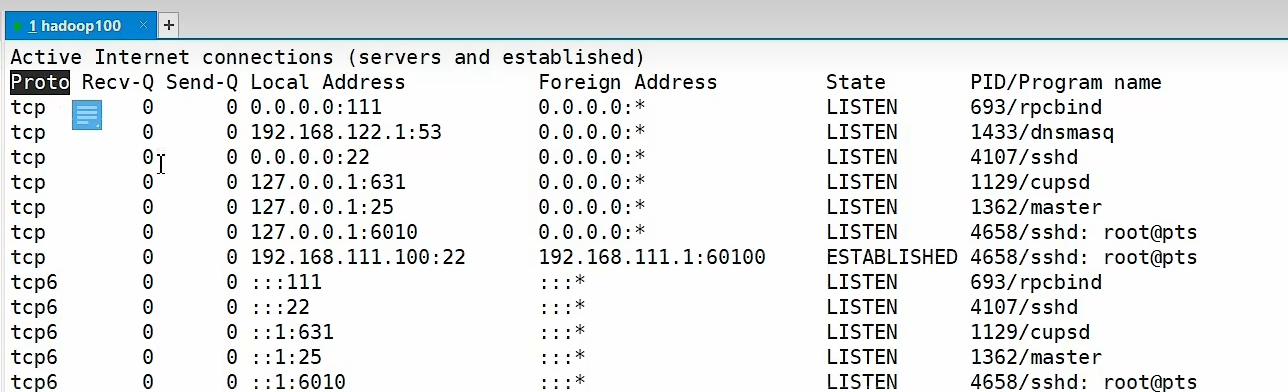 1 hadoop100 × +
Active Internet connections (servers and established)
Proto Recv-Q Send-Q Local Address Foreign Address State PID/Program name
tcp 0 0 0.0.0.0:111 0.0.0.0:* LISTEN 693/rpcbind
tcp 0 0 192.168.122.1:53 0.0.0.0:* LISTEN 1433/dnsmasq
tcp 0 0 0.0.0.0:22 0.0.0.0:* LISTEN 4107/sshd
tcp 0 0 127.0.0.1:631 0.0.0.0:* LISTEN 1129/cupsd
tcp 0 0 127.0.0.1:25 0.0.0.0:* LISTEN 1362/master
tcp 0 0 127.0.0.1:6010 0.0.0.0:* LISTEN 4658/sshd: root@pts
tcp 0 0 192.168.111.100:22 192.168.111.1:60100 ESTABLISHED 4658/sshd: root@pts
tcp6 0 0 :::111 :::* LISTEN 693/rpcbind
tcp6 0 0 :::22 :::* LISTEN 4107/sshd
tcp6 0 0 ::1:631 :::* LISTEN 1129/cupsd
tcp6 0 0 ::1:25 :::* LISTEN 1362/master
tcp6 0 0 ::1:6010 :::* LISTEN 4658/sshd: root@pts